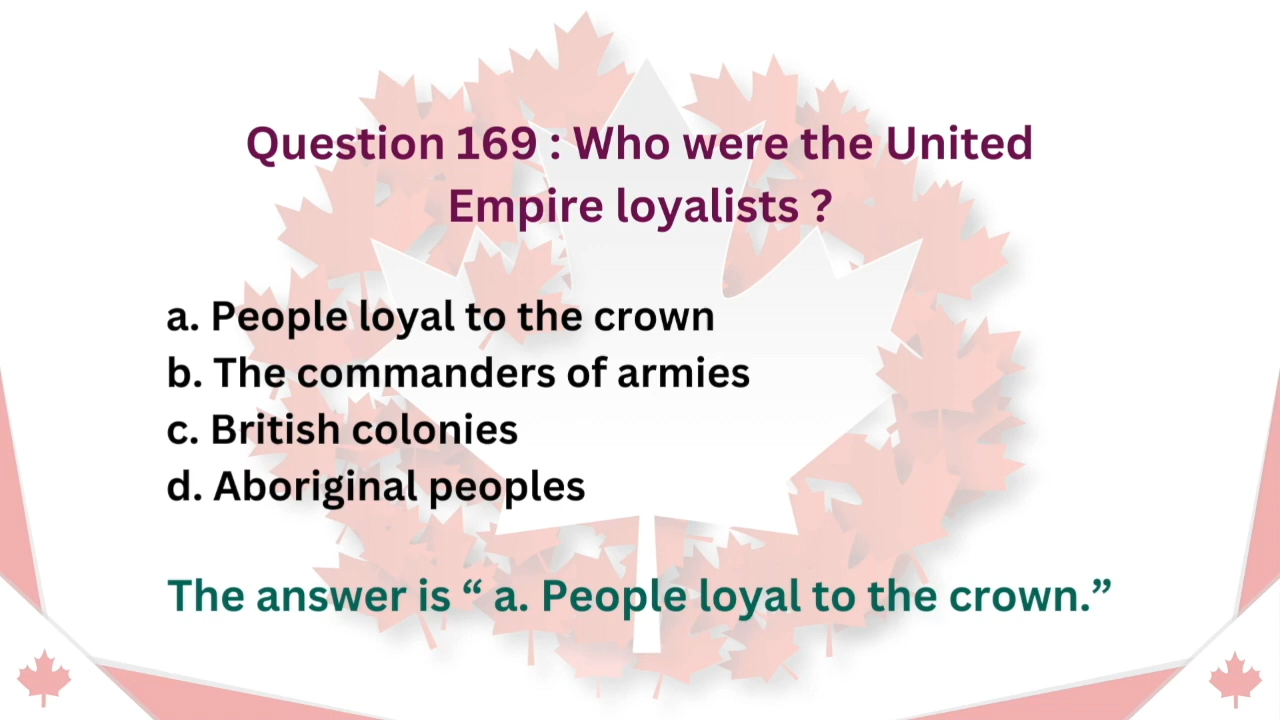 Question 169 : Who were the United
Empire loyalists ?
a. People loyal to the crown
b. The commanders of armies
c. British colonies
d. Aboriginal peoples
The answer is “ a. People loyal to the crown.”